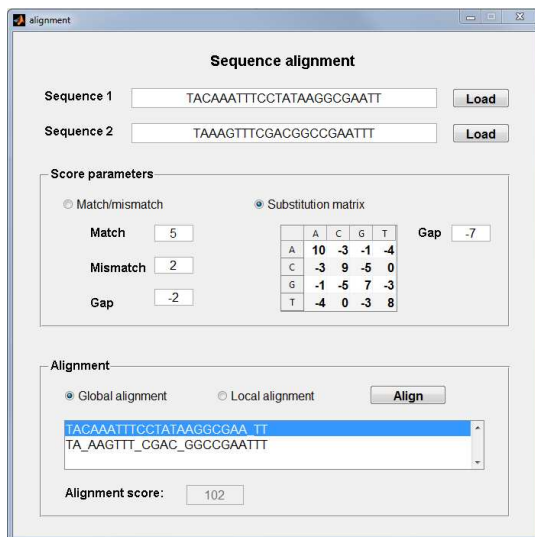 alignment
Sequence alignment
Sequence 1 TACAAATTTCCTATAAGGCGAATT Load
Sequence 2 TAAAGTTTCGACGGCCGAATTT Load
Score parameters
Match/mismatch Substitution matrix
A C G T Gap -7
Match 5 A 10 -3 -1 -4
Mismatch 2 C -3 9 -5 0
G -1 -5 7 -3
Gap -2 T -4 0 -3 8
Alignment
Global alignment Local alignment Align
TACAAATTTCCTATAAGGCGAA_TT
TA_AAGTTT_CGAC_GGCCGAATTT
Alignment score: 102